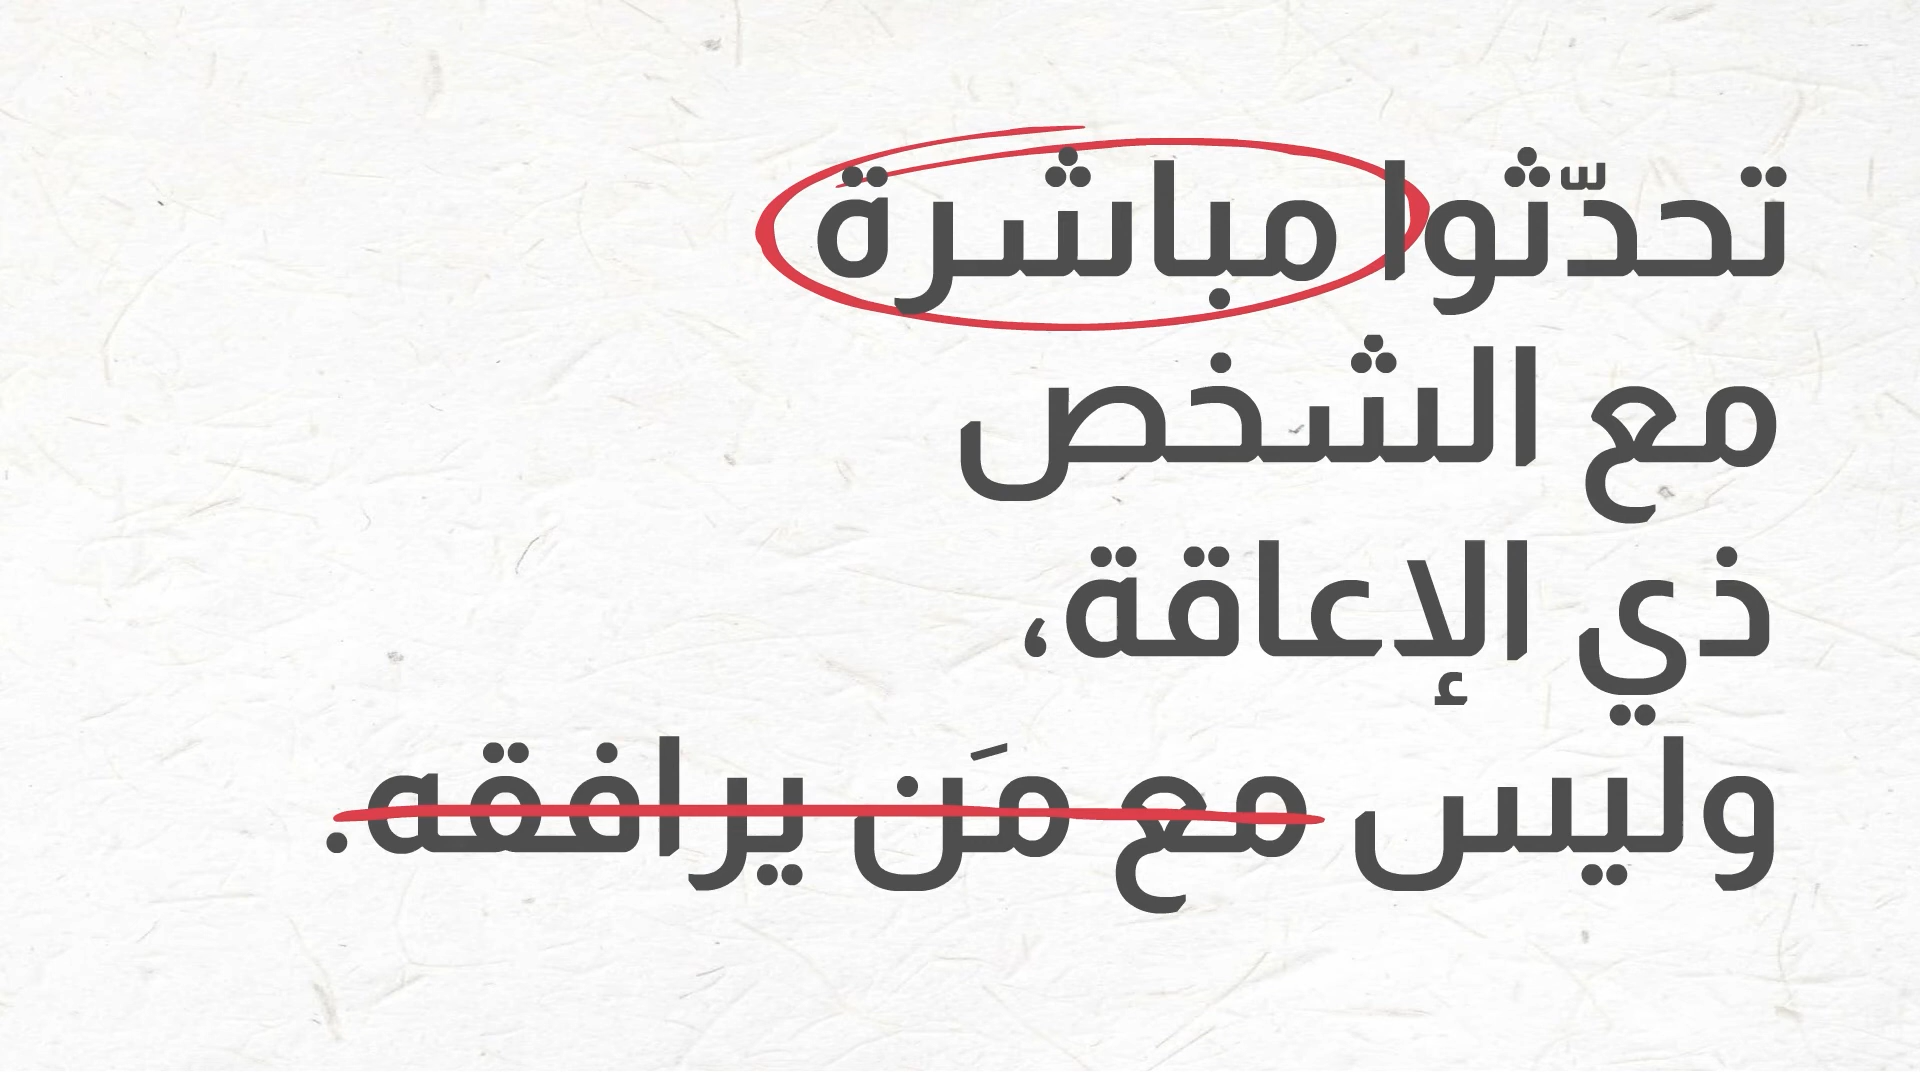 تحدّثوا مباشرة
مع الشخص
ذي الإعاقة،
وليس مع مَن يرافقه.